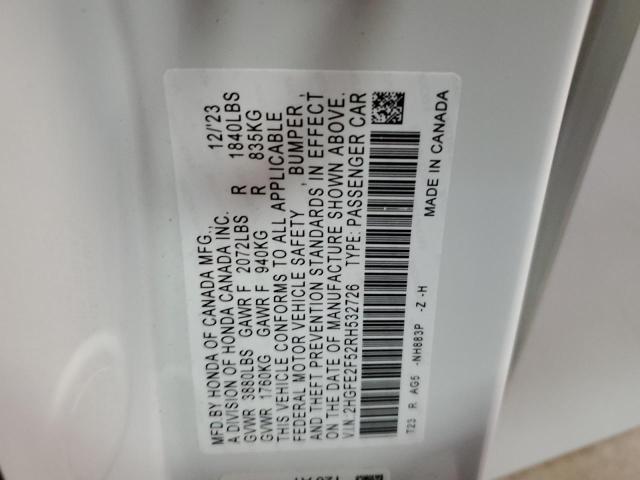 MFD.BY HONDA OF CANADA MFG., 12/'23
A DIVISION OF HONDA CANADA INC.
GVWR 3880LBS GAWR F 2072LBS R 1840LBS
GVWR 1760KG GAWR F 940KG R 835KG
THIS VEHICLE CONFORMS TO ALL APPLICABLE
FEDERAL MOTOR VEHICLE SAFETY , BUMPER ,
AND THEFT PREVENTION STANDARDS IN EFFECT
ON THE DATE OF MANUFACTURE SHOWN ABOVE.
V.I.N. 2HGFE2F52RH532726 TYPE: PASSENGER CAR
T23 R AG5 -NH883P -Z -H MADE IN CANADA